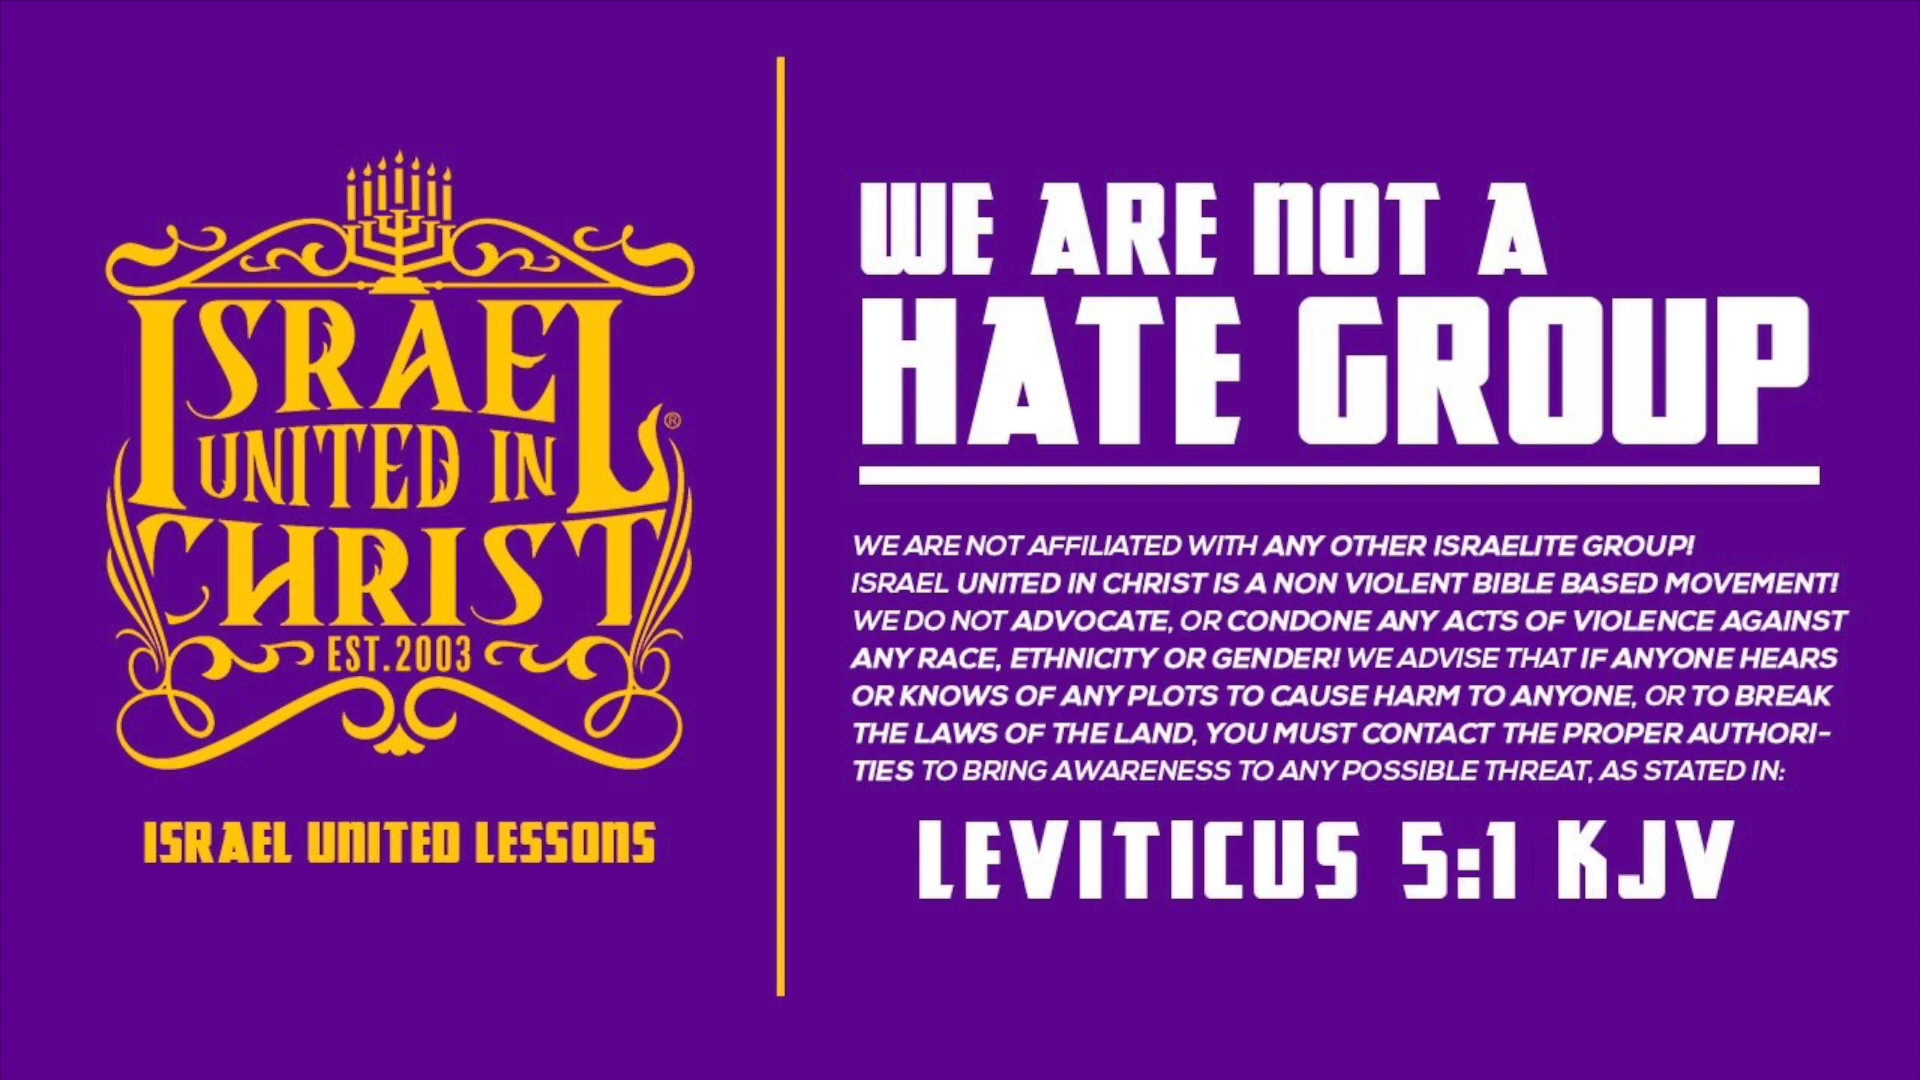 ISRAEL
UNITED IN
CHRIST
®
EST.2003
ISRAEL UNITED LESSONS
WE ARE NOT A
HATE GROUP
WE ARE NOT AFFILIATED WITH ANY OTHER ISRAELITE GROUP!
ISRAEL UNITED IN CHRIST IS A NON VIOLENT BIBLE BASED MOVEMENT!
WE DO NOT ADVOCATE, OR CONDONE ANY ACTS OF VIOLENCE AGAINST
ANY RACE, ETHNICITY OR GENDER! WE ADVISE THAT IF ANYONE HEARS
OR KNOWS OF ANY PLOTS TO CAUSE HARM TO ANYONE, OR TO BREAK
THE LAWS OF THE LAND, YOU MUST CONTACT THE PROPER AUTHORI-
TIES TO BRING AWARENESS TO ANY POSSIBLE THREAT, AS STATED IN:
LEVITICUS 5:1 KJV